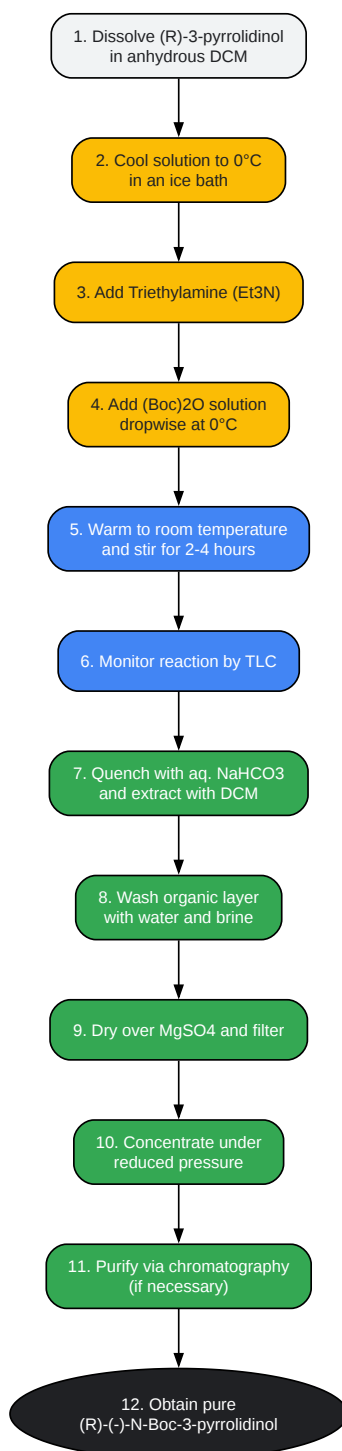 1. Dissolve (R)-3-pyrrolidinol
in anhydrous DCM
2. Cool solution to 0°C
in an ice bath
3. Add Triethylamine (Et3N)
4. Add (Boc)2O solution
dropwise at 0°C
5. Warm to room temperature
and stir for 2-4 hours
6. Monitor reaction by TLC
7. Quench with aq. NaHCO3
and extract with DCM
8. Wash organic layer
with water and brine
9. Dry over MgSO4 and filter
10. Concentrate under
reduced pressure
11. Purify via chromatography
(if necessary)
12. Obtain pure
(R)-(-)-N-Boc-3-pyrrolidinol